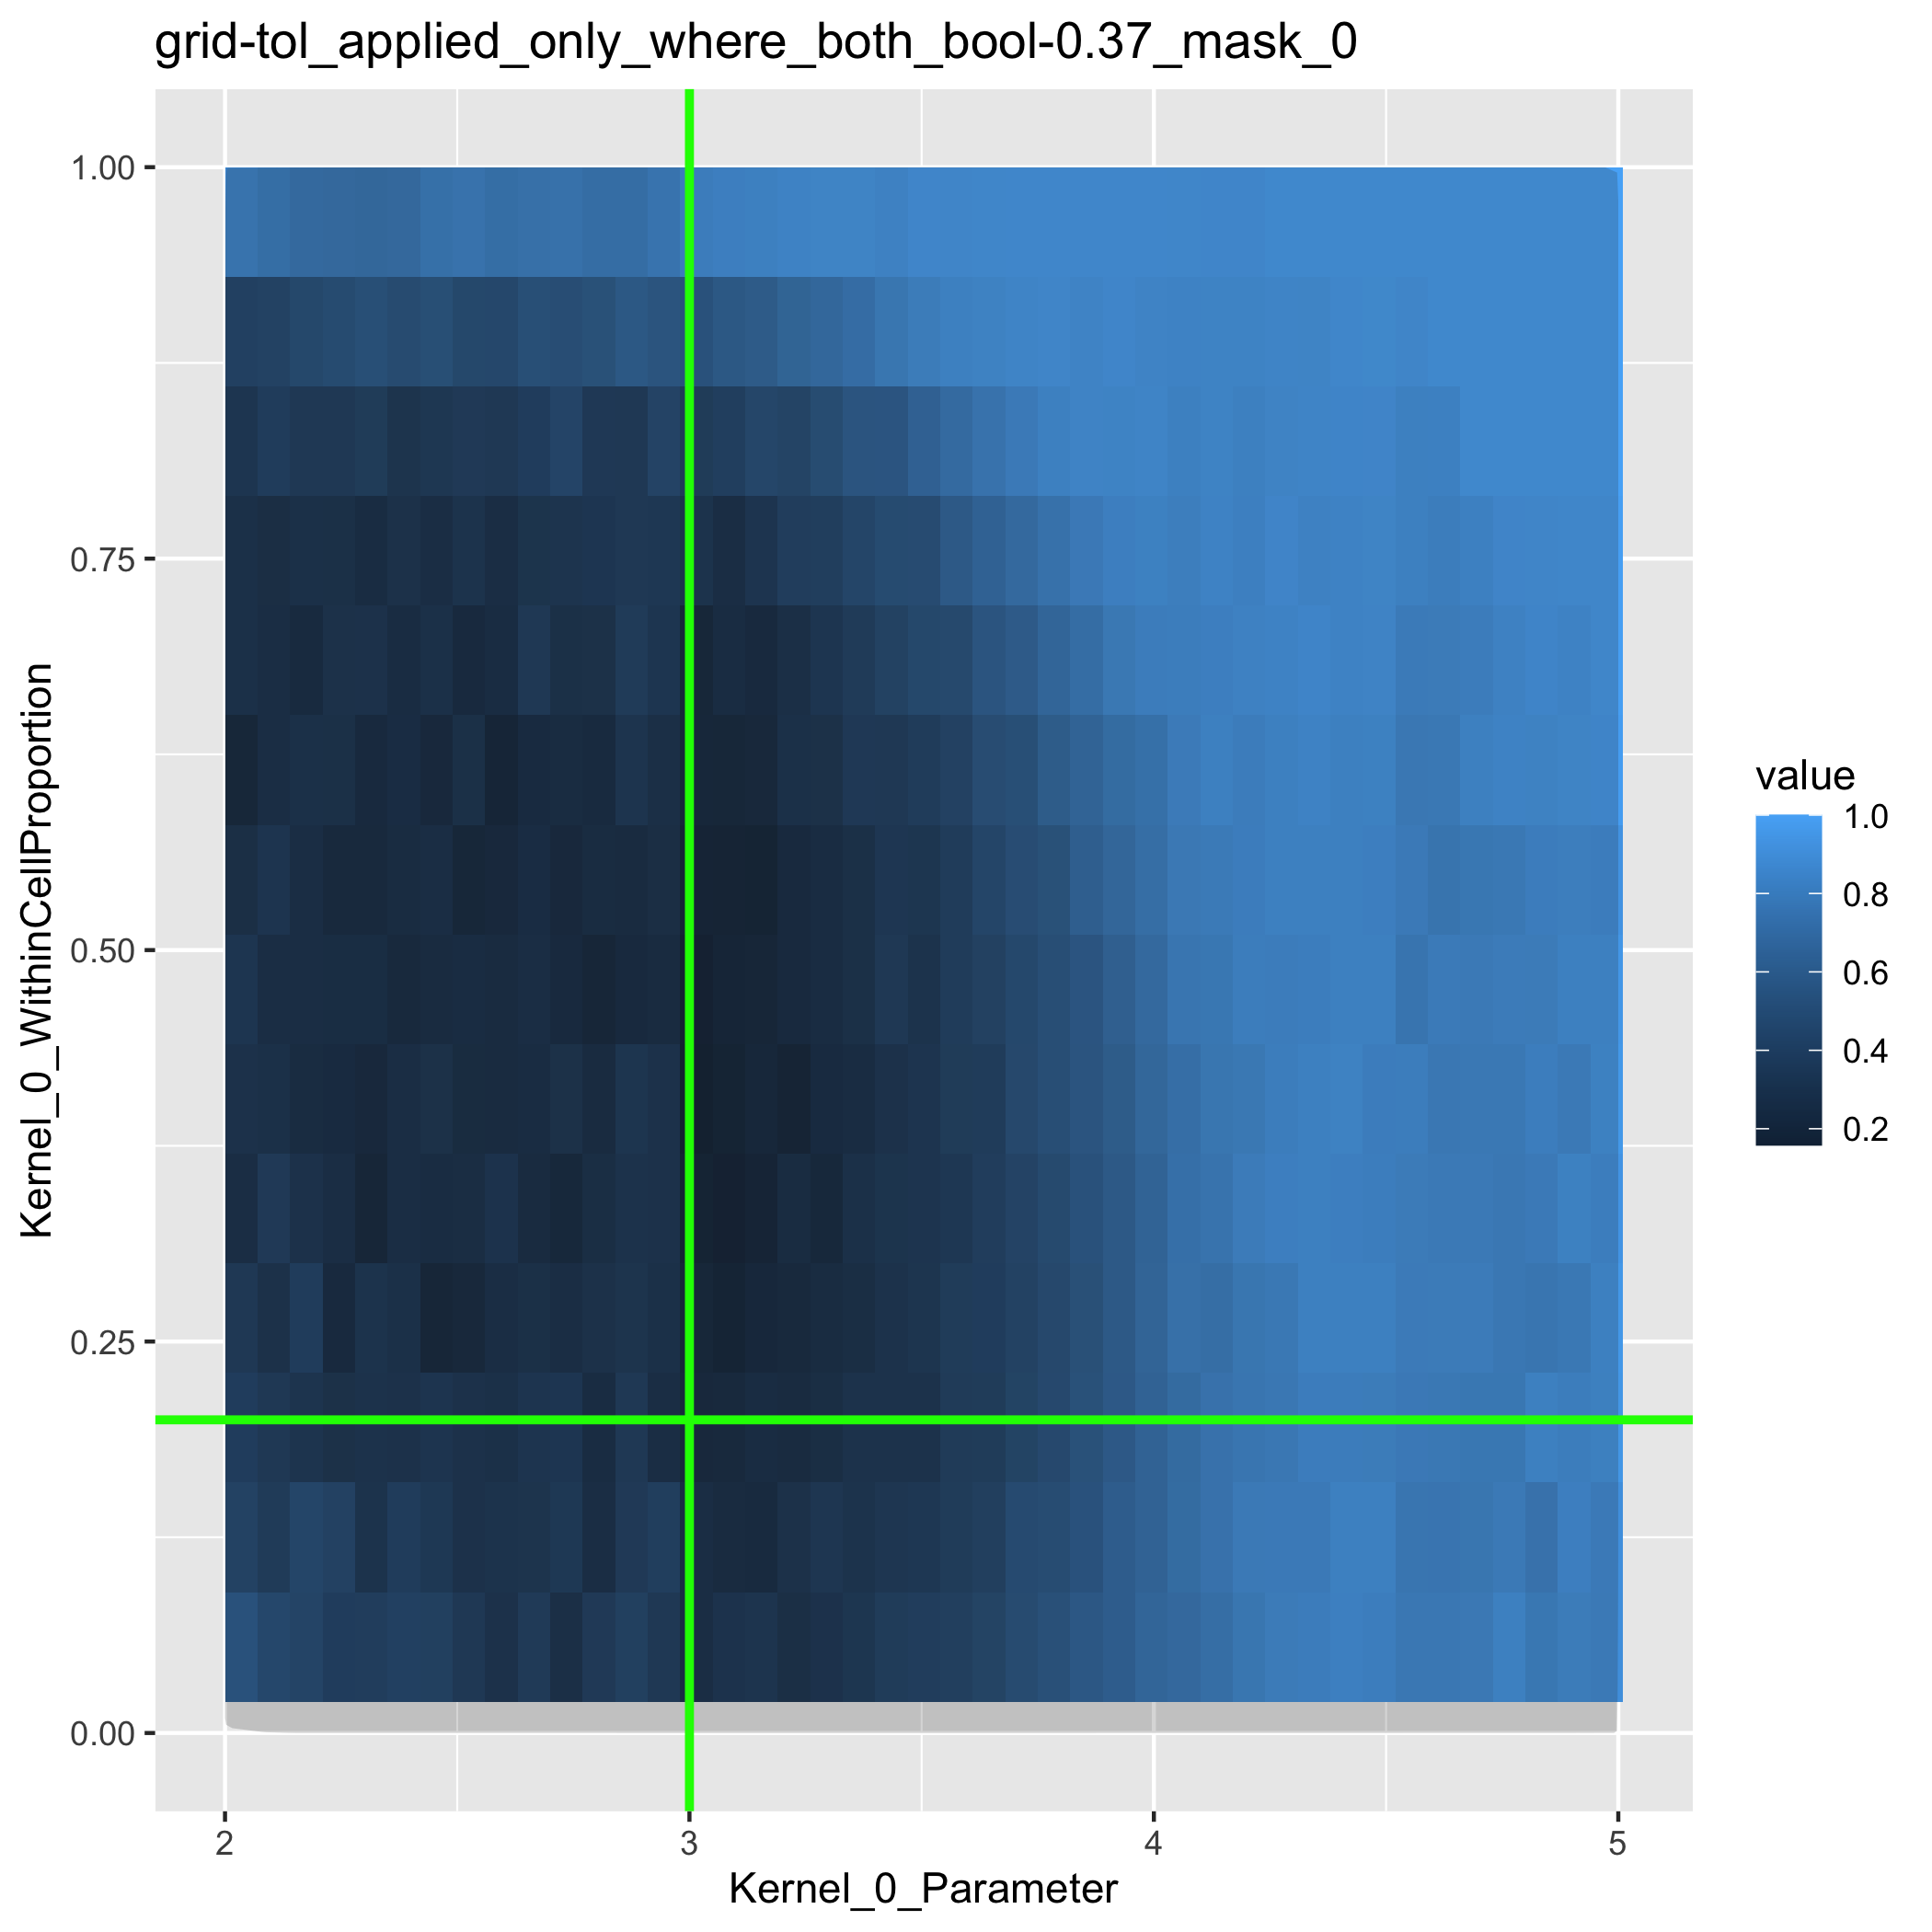 grid-tol_applied_only_where_both_bool-0.37_mask_0
1.00
0.75
0.50
0.25
0.00
Kernel_0_WithinCellProportion
2 3 4 5
Kernel_0_Parameter
value
1.0
0.8
0.6
0.4
0.2